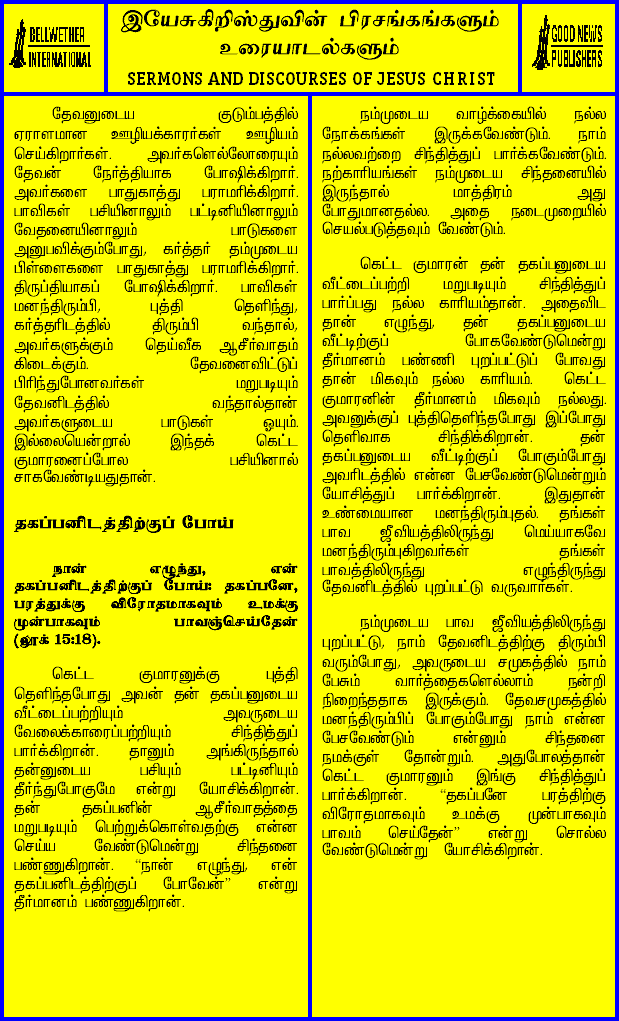 BELLWETHER
INTERNATIONAL
இயேசுகிறிஸ்துவின் பிரசங்கங்களும்
உரையாடல்களும்
SERMONS AND DISCOURSES OF JESUS CHRIST
GOOD NEWS
PUBLISHERS
தேவனுடைய குடும்பத்தில்
ஏராளமான ஊழியக்காரர்கள் ஊழியம்
செய்கிறார்கள். அவர்களெல்லோரையும்
தேவன் நேர்த்தியாக போஷிக்கிறார்.
அவர்களை பாதுகாத்து பராமரிக்கிறார்.
பாவிகள் பசியினாலும் பட்டினியினாலும்
வேதனையினாலும் பாடுகளை
அனுபவிக்கும்போது, கர்த்தர் தம்முடைய
பிள்ளைகளை பாதுகாத்து பராமரிக்கிறார்.
திருப்தியாகப் போஷிக்கிறார். பாவிகள்
மனந்திரும்பி, புத்தி தெளிந்து,
கர்த்தரிடத்தில் திரும்பி வந்தால்,
அவர்களுக்கும் தெய்வீக ஆசீர்வாதம்
கிடைக்கும். தேவனைவிட்டுப்
பிரிந்துபோனவர்கள் மறுபடியும்
தேவனிடத்தில் வந்தால்தான்
அவர்களுடைய பாடுகள் ஓயும்.
இல்லையென்றால் இந்தக் கெட்ட
குமாரனைப்போல பசியினால்
சாகவேண்டியதுதான்.
தகப்பனிடத்திற்குப் போய்
நான் எழுந்து, என்
தகப்பனிடத்திற்குப் போய்: தகப்பனே,
பரத்துக்கு விரோதமாகவும் உமக்கு
முன்பாகவும் பாவஞ்செய்தேன்
(லூக் 15:18).
கெட்ட குமாரனுக்கு புத்தி
தெளிந்தபோது அவன் தன் தகப்பனுடைய
வீட்டைப்பற்றியும் அவருடைய
வேலைக்காரைப்பற்றியும் சிந்தித்துப்
பார்க்கிறான். தானும் அங்கிருந்தால்
தன்னுடைய பசியும் பட்டினியும்
தீர்ந்துபோகுமே என்று யோசிக்கிறான்.
தன் தகப்பனின் ஆசீர்வாதத்தை
மறுபடியும் பெற்றுக்கொள்வதற்கு என்ன
செய்ய வேண்டுமென்று சிந்தனை
பண்ணுகிறான். “நான் எழுந்து, என்
தகப்பனிடத்திற்குப் போவேன்” என்று
தீர்மானம் பண்ணுகிறான்.
நம்முடைய வாழ்க்கையில் நல்ல
நோக்கங்கள் இருக்கவேண்டும். நாம்
நல்லவற்றை சிந்தித்துப் பார்க்கவேண்டும்.
நற்காரியங்கள் நம்முடைய சிந்தனையில்
இருந்தால் மாத்திரம் அது
போதுமானதல்ல. அதை நடைமுறையில்
செயல்படுத்தவும் வேண்டும்.
கெட்ட குமாரன் தன் தகப்பனுடைய
வீட்டைப்பற்றி மறுபடியும் சிந்தித்துப்
பார்ப்பது நல்ல காரியம்தான். அதைவிட
தான் எழுந்து, தன் தகப்பனுடைய
வீட்டிற்குப் போகவேண்டுமென்று
தீர்மானம் பண்ணி புறப்பட்டுப் போவது
தான் மிகவும் நல்ல காரியம். கெட்ட
குமாரனின் தீர்மானம் மிகவும் நல்லது.
அவனுக்குப் புத்திதெளிந்தபோது இப்போது
தெளிவாக சிந்திக்கிறான். தன்
தகப்பனுடைய வீட்டிற்குப் போகும்போது
அவரிடத்தில் என்ன பேசவேண்டுமென்றும்
யோசித்துப் பார்க்கிறான். இதுதான்
உண்மையான மனந்திரும்புதல். தங்கள்
பாவ ஜீவியத்திலிருந்து மெய்யாகவே
மனந்திரும்புகிறவர்கள் தங்கள்
பாவத்திலிருந்து எழுந்திருந்து
தேவனிடத்தில் புறப்பட்டு வருவார்கள்.
நம்முடைய பாவ ஜீவியத்திலிருந்து
புறப்பட்டு, நாம் தேவனிடத்திற்கு திரும்பி
வரும்போது, அவருடைய சமுகத்தில் நாம்
பேசும் வார்த்தைகளெல்லாம் நன்றி
நிறைந்ததாக இருக்கும். தேவசமுகத்தில்
மனந்திரும்பிப் போகும்போது நாம் என்ன
பேசவேண்டும் என்னும் சிந்தனை
நமக்குள் தோன்றும். அதுபோலத்தான்
கெட்ட குமாரனும் இங்கு சிந்தித்துப்
பார்க்கிறான். “தகப்பனே பரத்திற்கு
விரோதமாகவும் உமக்கு முன்பாகவும்
பாவம் செய்தேன்” என்று சொல்ல
வேண்டுமென்று யோசிக்கிறான்.